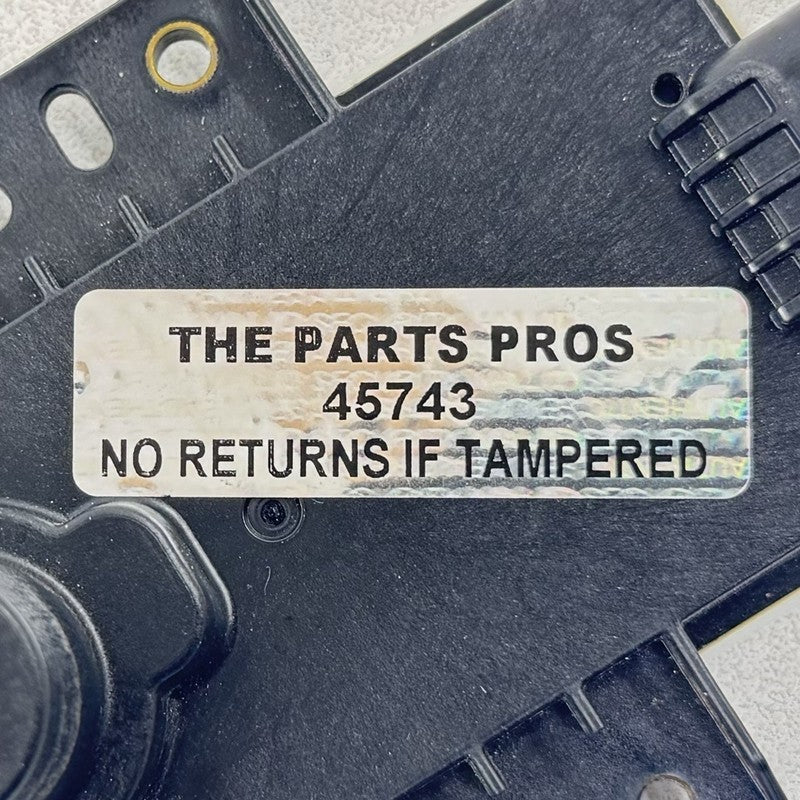 THE PARTS PROS
45743
NO RETURNS IF TAMPERED